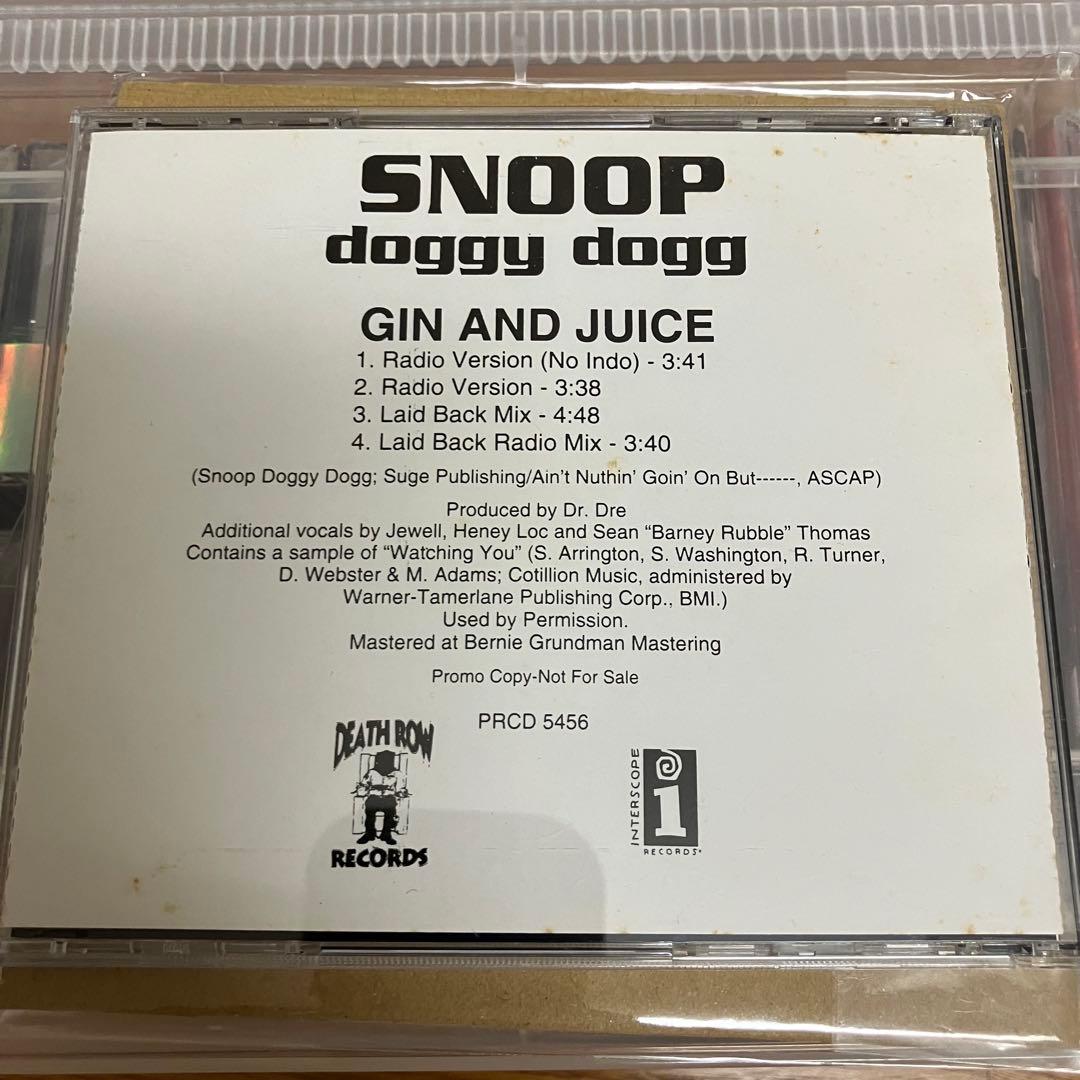 SNOOP
doggy dogg
GIN AND JUICE
1. Radio Version (No Indo) - 3:41
2. Radio Version - 3:38
3. Laid Back Mix - 4:48
4. Laid Back Radio Mix - 3:40
(Snoop Doggy Dogg; Suge Publishing/Ain't Nuthin' Goin' On But------, ASCAP)
Produced by Dr. Dre
Additional vocals by Jewell, Heney Loc and Sean “Barney Rubble” Thomas
Contains a sample of “Watching You” (S. Arrington, S. Washington, R. Turner,
D. Webster & M. Adams; Cotillion Music, administered by
Warner-Tamerlane Publishing Corp., BMI.)
Used by Permission.
Mastered at Bernie Grundman Mastering
Promo Copy-Not For Sale
PRCD 5456
DEATH ROW
RECORDS
INTERSCOPE
i
RECORDS